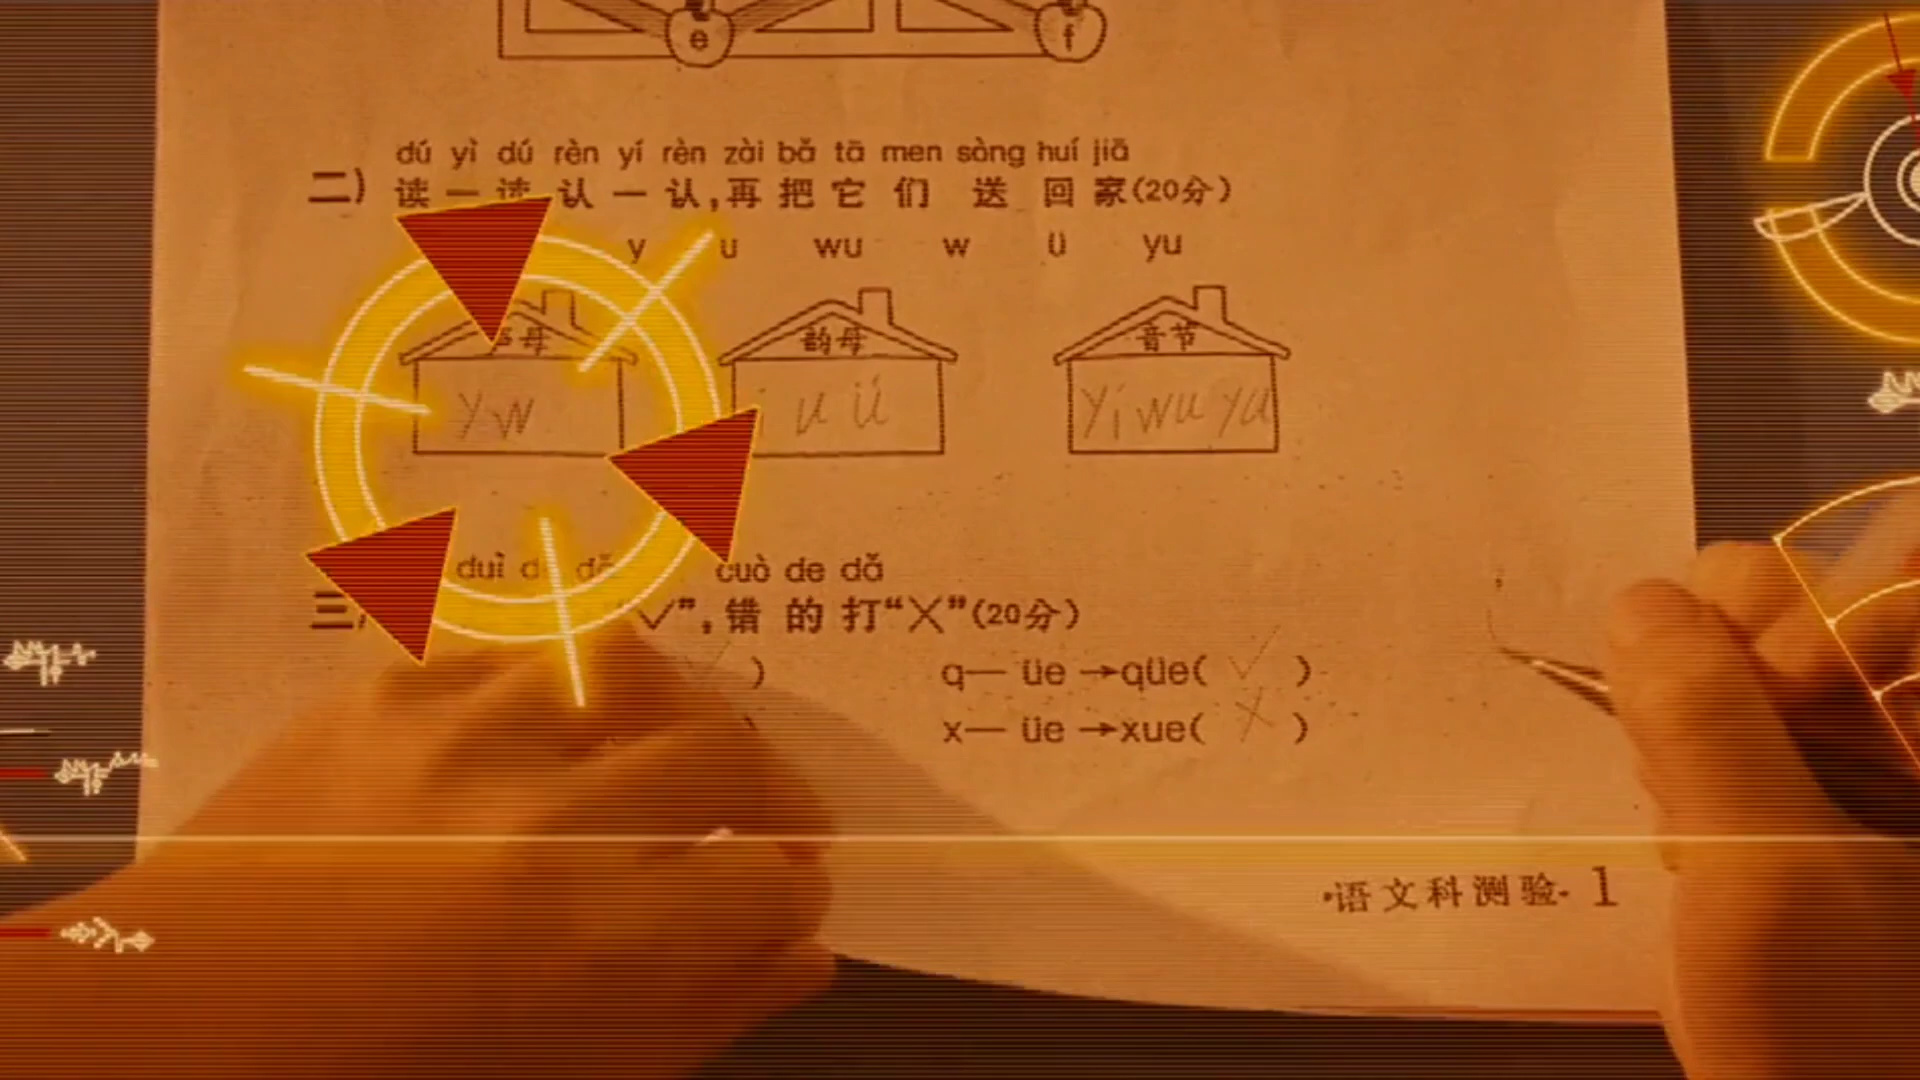 e f
dú yì dú rèn yí rèn zài bǎ tā men sòng huí jiā
二) 读一读 认一认,再把它们送回家(20分)
y u wu w ü yu
母 韵母 音节
y w u ü yi wu yu
duì cuò de dǎ
三 “√”,错的打“×”(20分)
) q— üe →qüe( √ )
x— üe →xue( × )
·语文科测验· 1